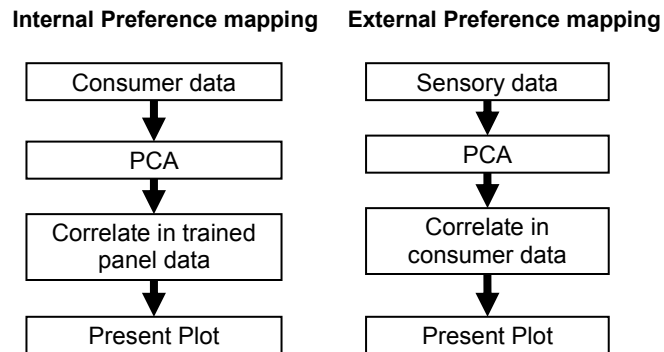 Internal Preference mapping
Consumer data
PCA
Correlate in trained
panel data
Present Plot
External Preference mapping
Sensory data
PCA
Correlate in
consumer data
Present Plot